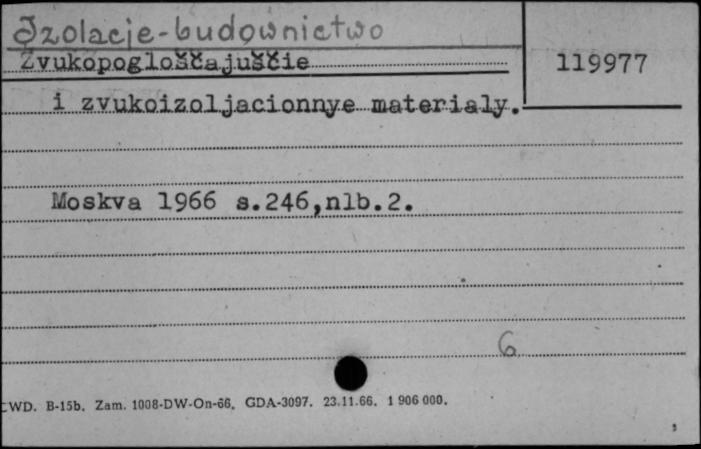 Izolacje-budownictwo
Zvukopogloščajuščie
119977
i zvukoizoljacionnye materialy.
Moskva 1966 s.246,nlb.2.
6
CWD. B-15b. Zam. 1008-DW-On-66. GDA-3097. 23.11.66. 1 906 000.